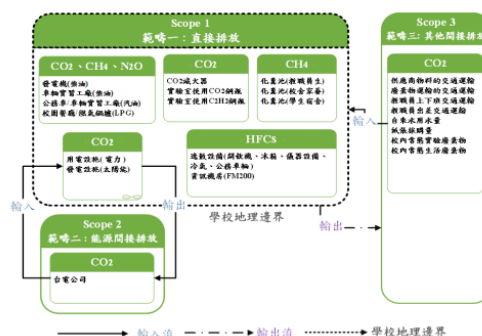 Scope 1
範疇一：直接排放
CO2、CH4、N2O
發電機(柴油)
車輛實習工廠(柴油)
公務車/車輛實習工廠(汽油)
校園餐廳/瓦斯鍋爐(LPG)
CO2
CO2滅火器
實驗室使用CO2鋼瓶
實驗室使用C2H2鋼瓶
CH4
化糞池(教職員生)
化糞池(校舍宿舍)
化糞池(學生宿舍)
CO2
用電設施(電力)
發電設施(太陽能)
HFCS
逸散設備(開飲機、冰箱、儀器設備、
冷氣、公務車輛)
資訊機房(FM200)
學校地理邊界
輸入
輸出
輸入
輸出
Scope 2
範疇二：能源間接排放
CO2
台電公司
Scope 3
範疇三: 其他間接排放
CO2
供應商物料的交通運輸
廢棄物運輸的交通運輸
教職員上下班交通運輸
教職員出差交通運輸
自來水用水量
紙張採購量
校內常態實驗廢棄物
校內常態生活廢棄物
輸入流
輸出流
學校地理邊界